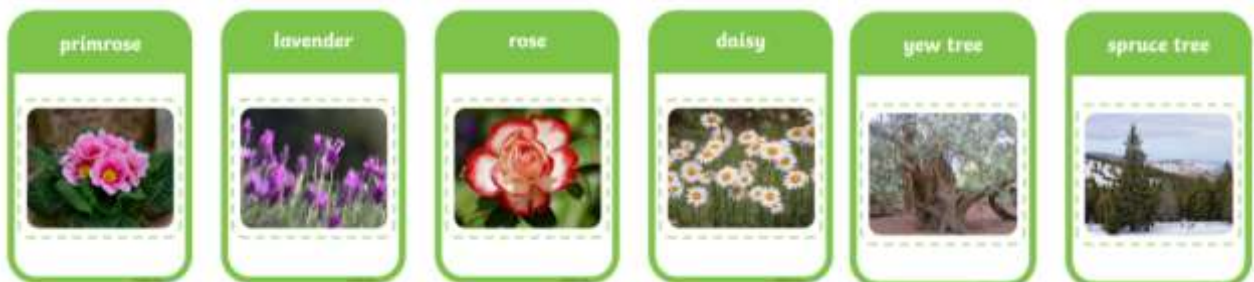 primrose
lavender
rose
daisy
yew tree
spruce tree